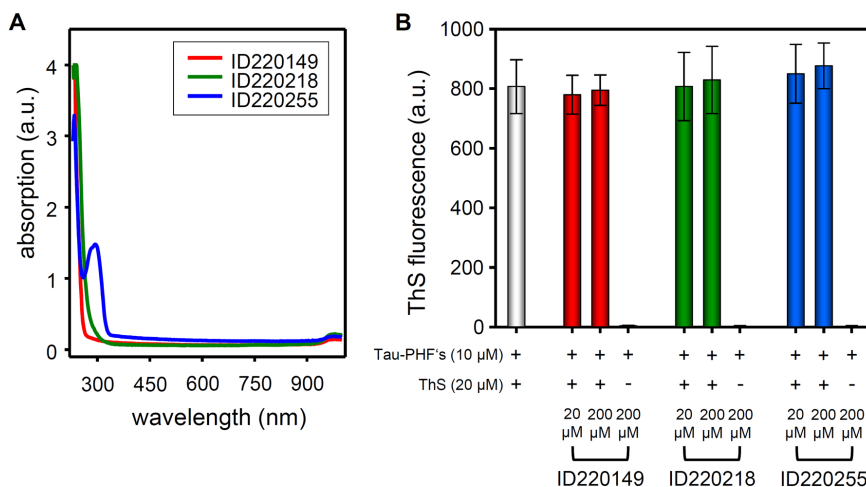 A
ID220149
ID220218
ID220255
absorption (a.u.)
4
3
2
1
0
300 450 600 750 900
wavelength (nm)
B
ThS fluorescence (a.u.)
1000
800
600
400
200
0
Tau-PHF's (10 µM) + + + + + + + + + +
ThS (20 µM) + + + - + + - + + -
20 200 200 20 200 200 20 200 200
µM µM µM µM µM µM µM µM µM
ID220149 ID220218 ID220255